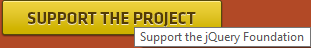 SUPPORT THE PROJECT
Support the jQuery Foundation